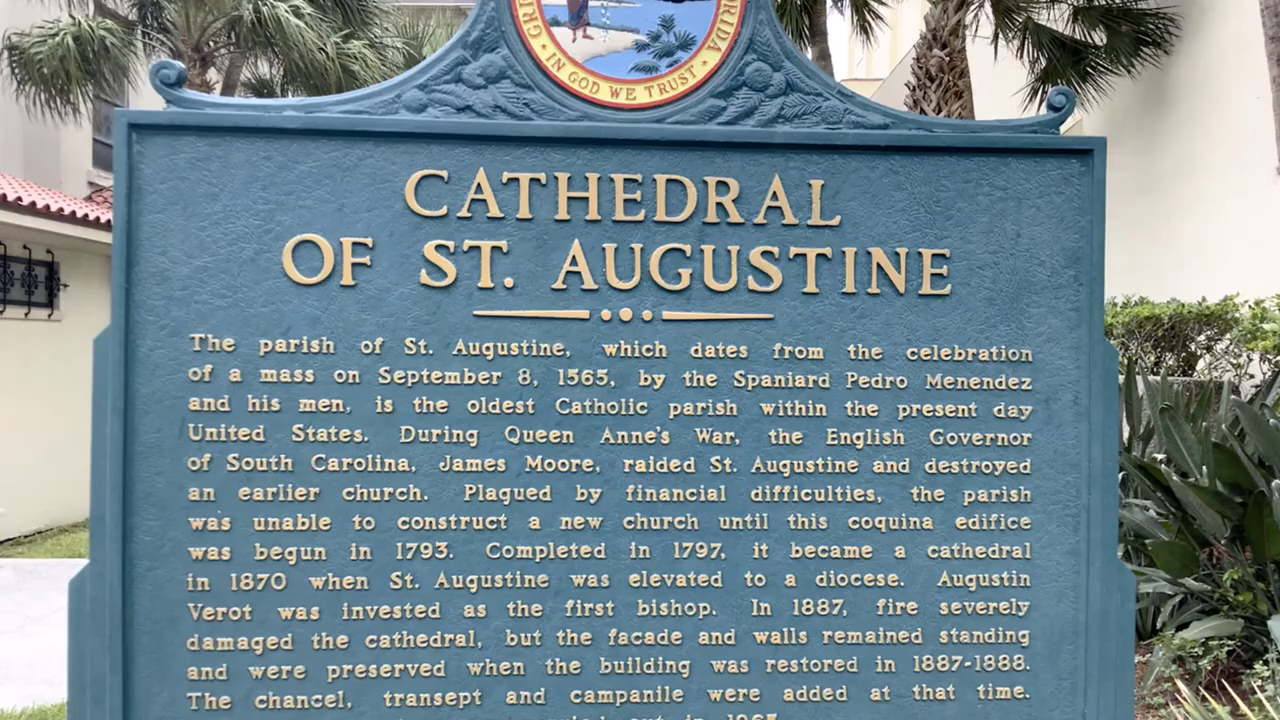 IN GOD WE TRUST
CATHEDRAL
OF ST. AUGUSTINE
The parish of St. Augustine, which dates from the celebration
of a mass on September 8, 1565, by the Spaniard Pedro Menendez
and his men, is the oldest Catholic parish within the present day
United States. During Queen Anne's War, the English Governor
of South Carolina, James Moore, raided St. Augustine and destroyed
an earlier church. Plagued by financial difficulties, the parish
was unable to construct a new church until this coquina edifice
was begun in 1793. Completed in 1797, it became a cathedral
in 1870 when St. Augustine was elevated to a diocese. Augustin
Verot was invested as the first bishop. In 1887, fire severely
damaged the cathedral, but the facade and walls remained standing
and were preserved when the building was restored in 1887-1888.
The chancel, transept and campanile were added at that time.
out in 1965.